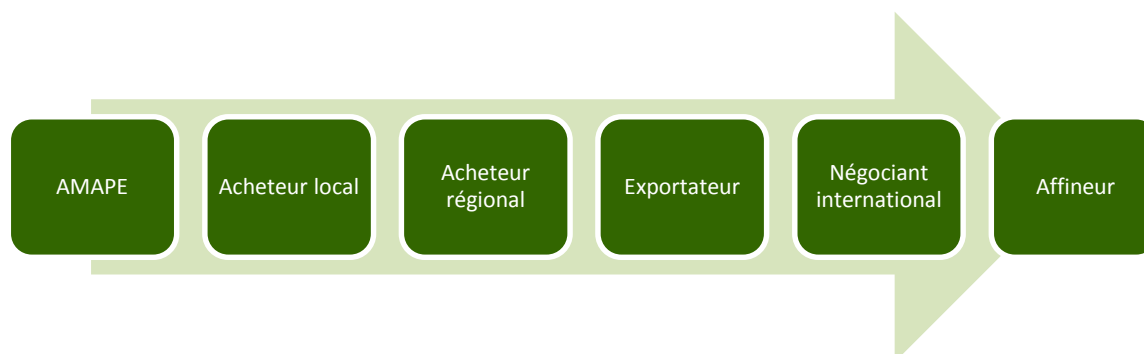 AMAPE
Acheteur local
Acheteur
régional
Exportateur
Négociant
international
Affineur